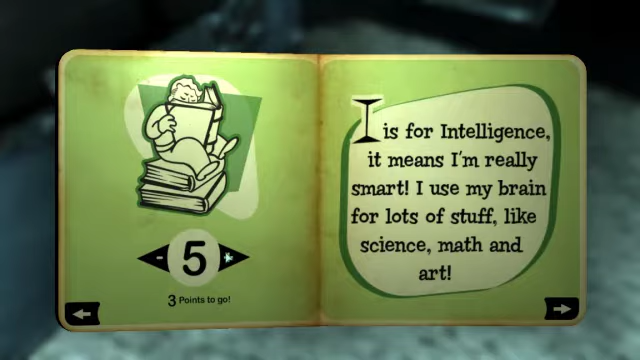 5
3 Points to go!
I is for Intelligence,
it means I'm really
smart! I use my brain
for lots of stuff, like
science, math and
art!